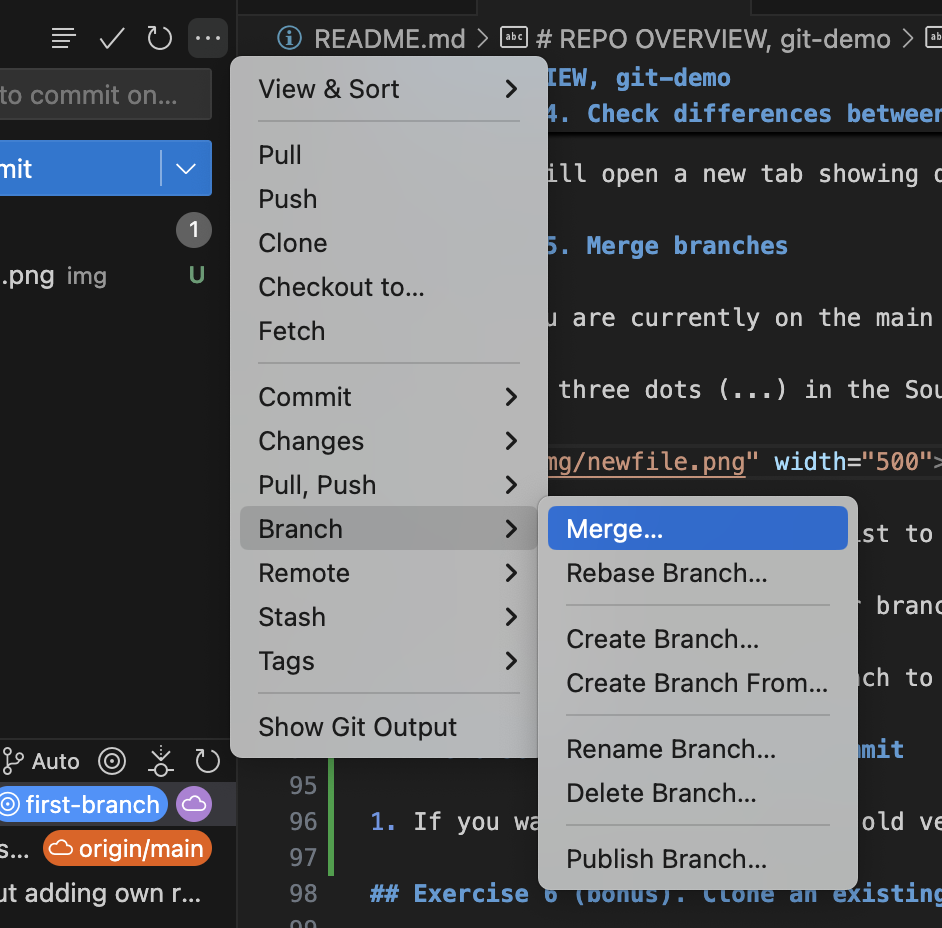 README.md > # REPO OVERVIEW, git-demo >
to commit on...
mit
1
.png img U
View & Sort
Pull
Push
Clone
Checkout to...
Fetch
Commit
Changes
Pull, Push
Branch
Remote
Stash
Tags
Show Git Output
Merge...
Rebase Branch...
Create Branch...
Create Branch From...
Rename Branch...
Delete Branch...
Publish Branch...
IEW, git-demo
4. Check differences between
ill open a new tab showing
5. Merge branches
u are currently on the main
three dots (...) in the Sou
mg/newfile.png" width="500">
st to
branc
ch to
mit
95
96 1. If you wa old ve
97
98 ## Exercise 6 (bonus). Clone an existing
99
Auto
first-branch
s... origin/main
ut adding own r...